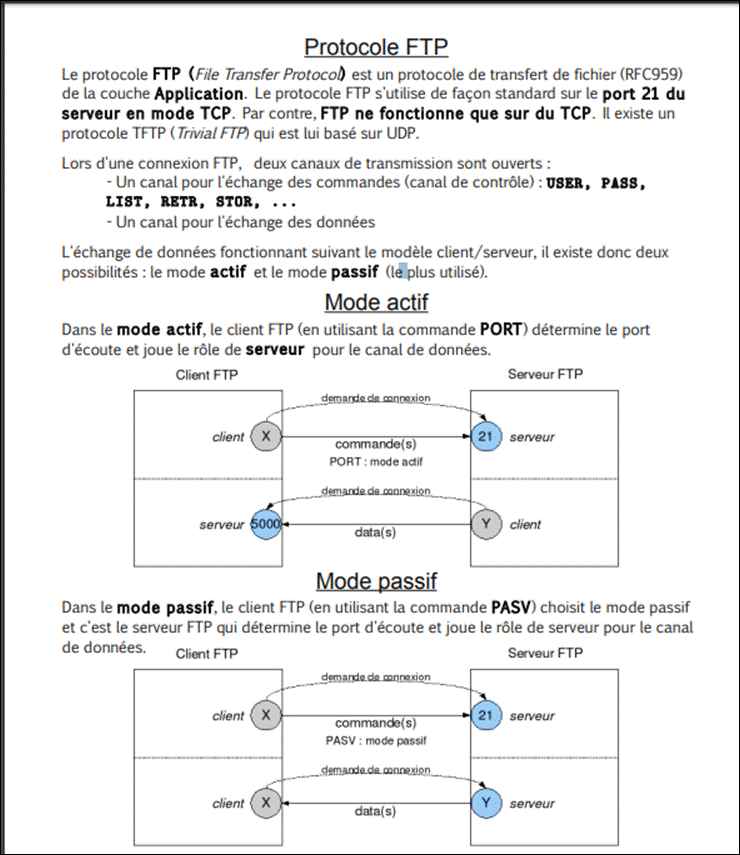 Protocole FTP
Le protocole FTP (File Transfer Protocol) est un protocole de transfert de fichier (RFC959)
de la couche Application. Le protocole FTP s'utilise de façon standard sur le port 21 du
serveur en mode TCP. Par contre, FTP ne fonctionne que sur du TCP. Il existe un
protocole TFTP (Trivial FTP) qui est lui basé sur UDP.
Lors d'une connexion FTP, deux canaux de transmission sont ouverts :
- Un canal pour l'échange des commandes (canal de contrôle) : USER, PASS,
LIST, RETR, STOR, ...
- Un canal pour l'échange des données
L'échange de données fonctionnant suivant le modèle client/serveur, il existe donc deux
possibilités : le mode actif et le mode passif (le plus utilisé).
Mode actif
Dans le mode actif, le client FTP (en utilisant la commande PORT) détermine le port
d'écoute et joue le rôle de serveur pour le canal de données.
Client FTP Serveur FTP
demande de connexion
client X 21 serveur
commande(s)
PORT : mode actif
demande de connexion
serveur 5000 Y client
data(s)
Mode passif
Dans le mode passif, le client FTP (en utilisant la commande PASV) choisit le mode passif
et c'est le serveur FTP qui détermine le port d'écoute et joue le rôle de serveur pour le canal
de données.
Client FTP Serveur FTP
demande de connexion
client X 21 serveur
commande(s)
PASV : mode passif
demande de connexion
client X Y serveur
data(s)